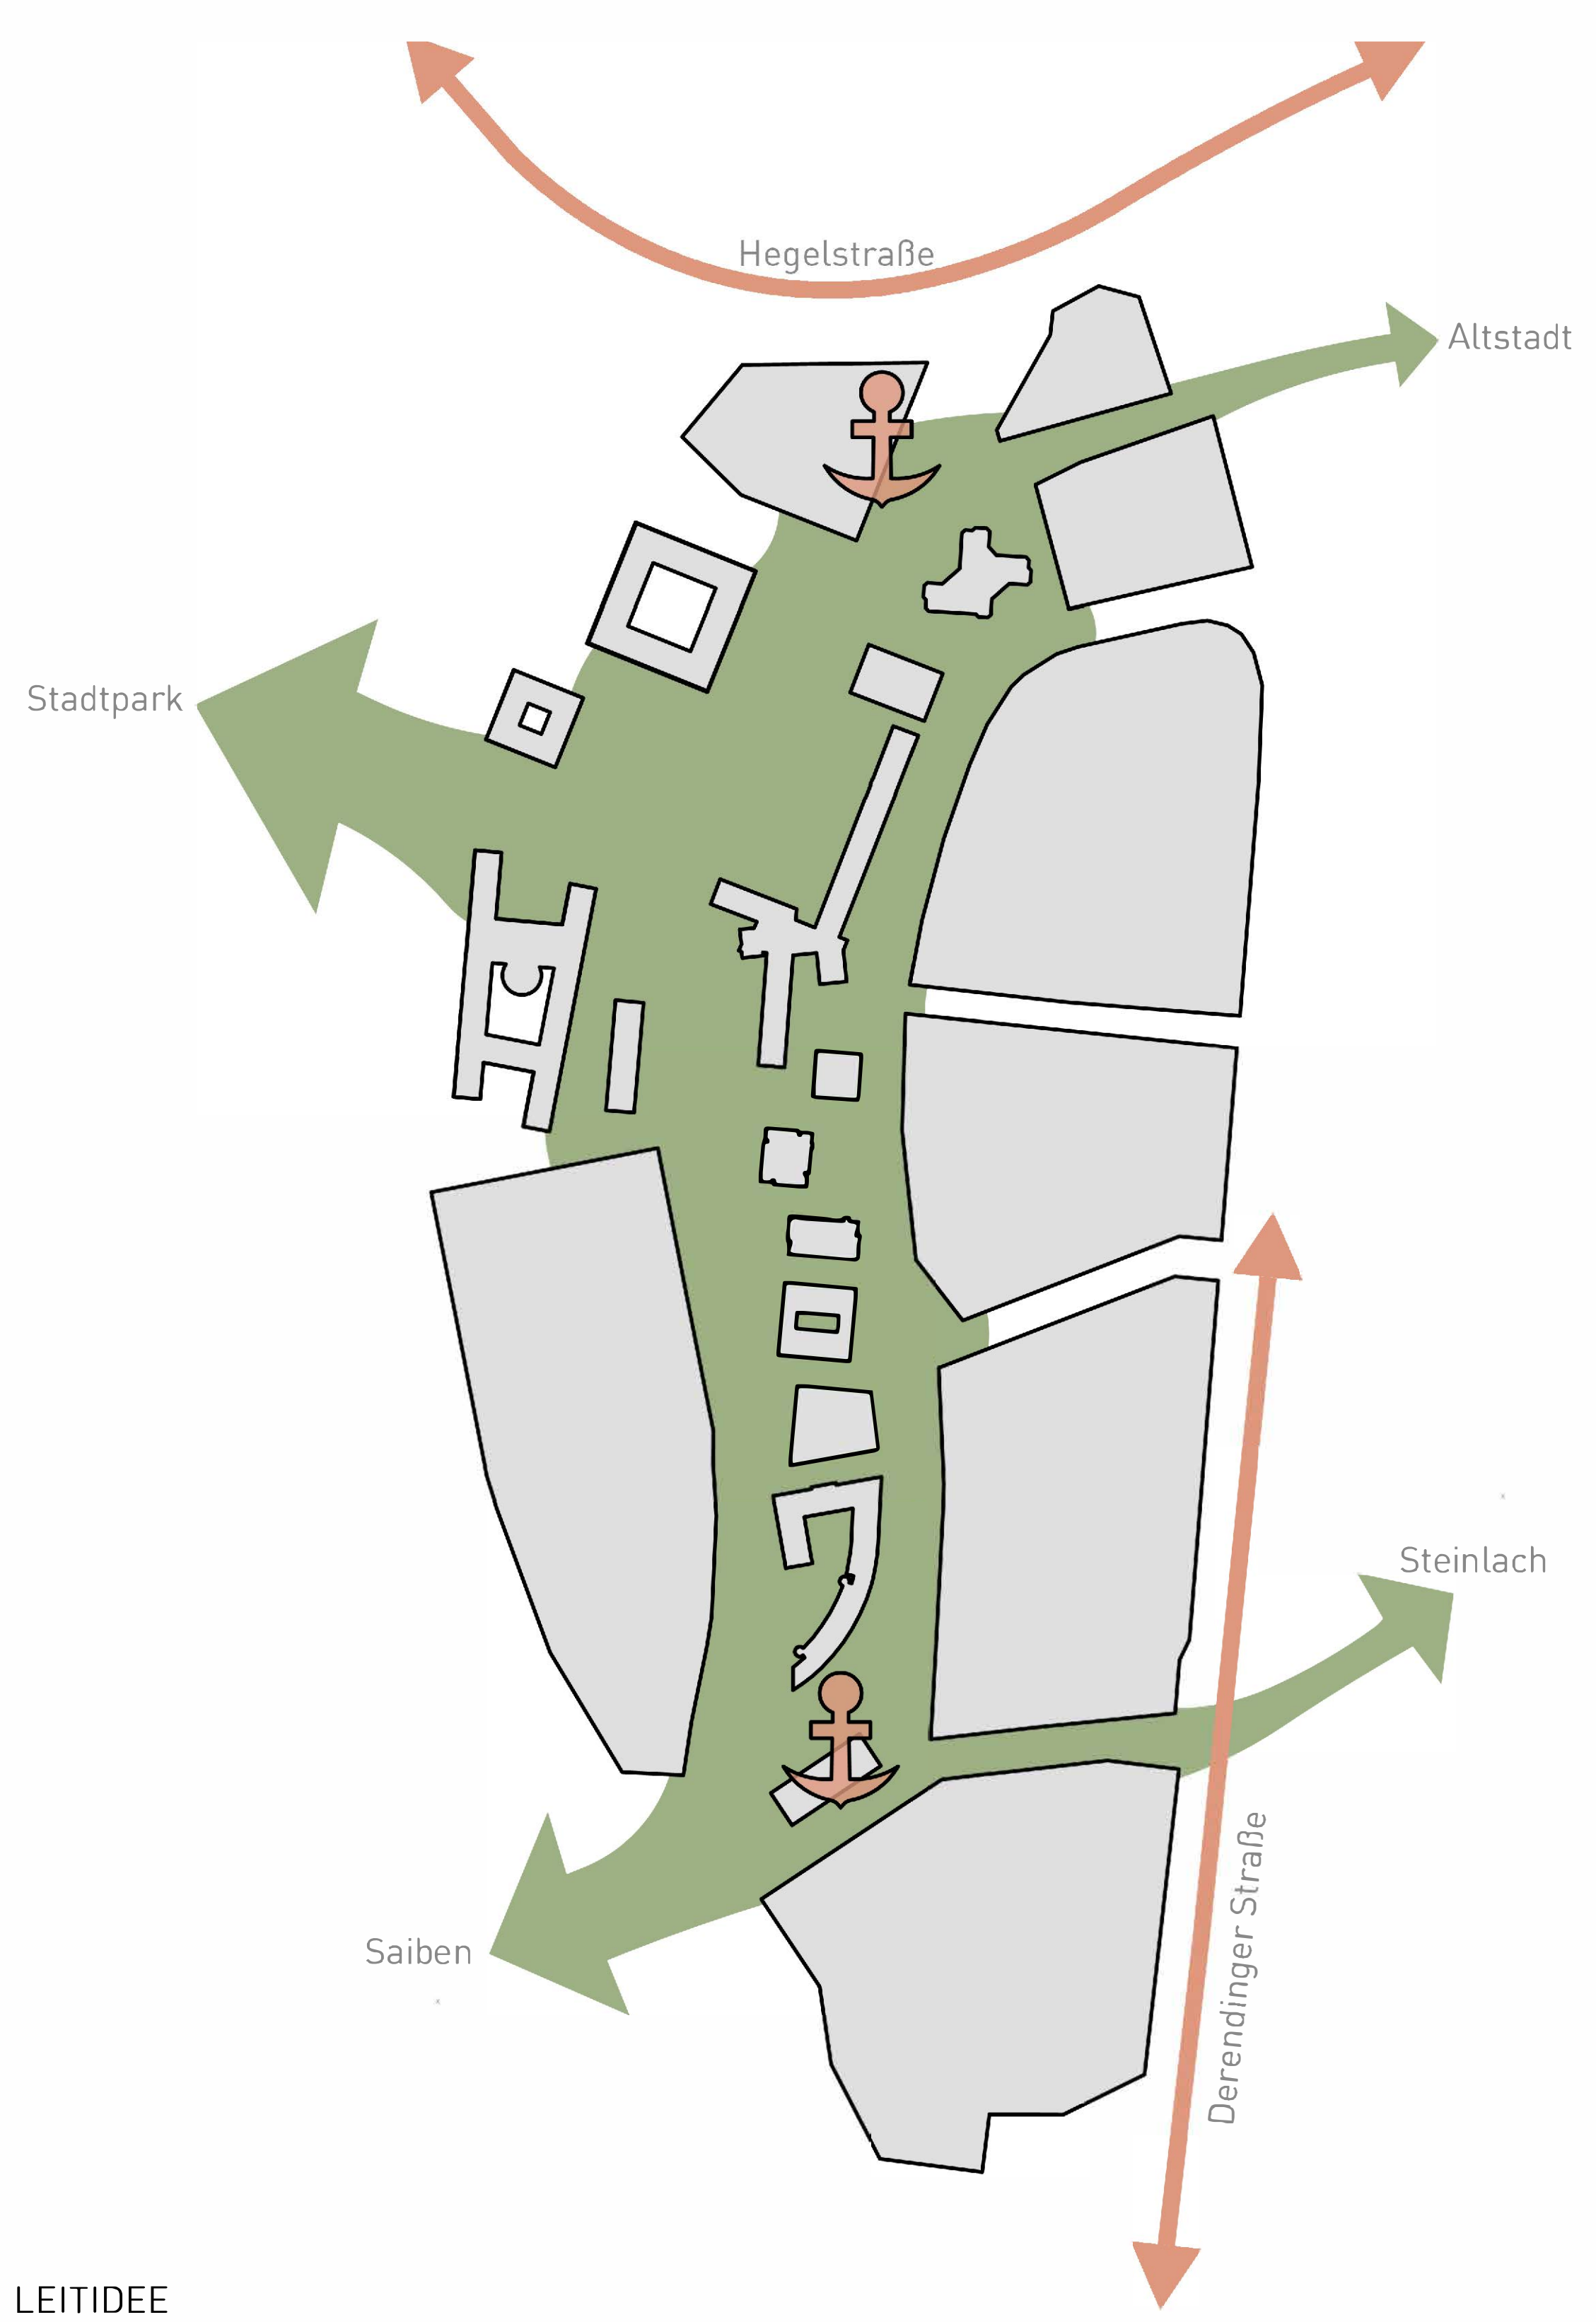 Hegelstraße
Altstadt
Stadtpark
Steinlach
Derendinger Straße
Saiben
LEITIDEE